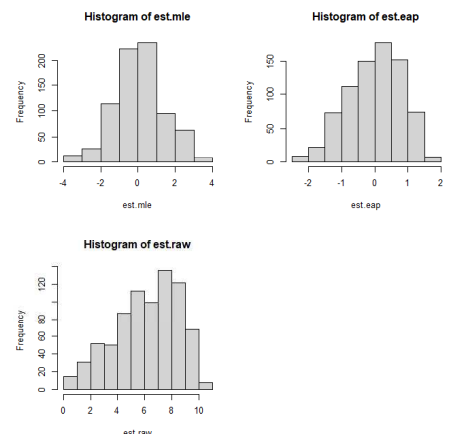 Histogram of est.mle
Frequency
0 50 100 150 200
-4 -2 0 2 4
est.mle
Histogram of est.eap
Frequency
0 50 150
-2 -1 0 1 2
est.eap
Histogram of est.raw
Frequency
0 20 40 60 80 120
0 2 4 6 8 10
est.raw